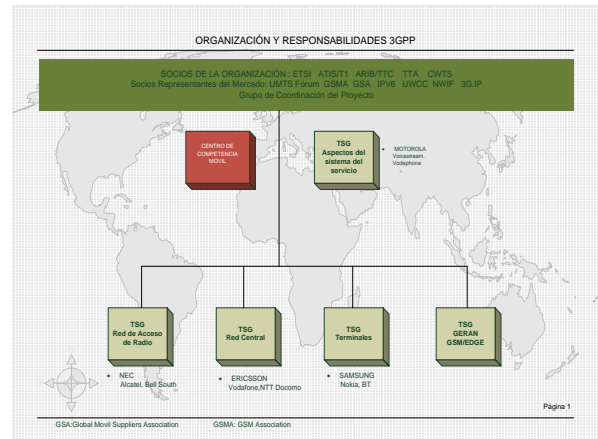 ORGANIZACIÓN Y RESPONSABILIDADES 3GPP
SOCIOS DE LA ORGANIZACIÓN : ETSI ATIS/T1 ARIB/TTC TTA CWTS
Socios Representantes del Mercado: UMTS Fórum GSMA GSA IPV6 UWCC NWIF 3G.IP
Grupo de Coordinación del Proyecto
CENTRO DE
COMPETENCIA
MOVIL
TSG
Aspectos del
sistema del
servicio
• MOTOROLA
Voicestream.
Vodaphone
TSG
Red de Acceso
de Radio
TSG
Red Central
TSG
Terminales
TSG
GERAN
GSM/EDGE
• NEC
Alcatel, Bell South
• ERICSSON
Vodafone,NTT Docomo
• SAMSUNG
Nokia, BT
Página 1
GSA:Global Movil Suppliers Association GSMA: GSM Association